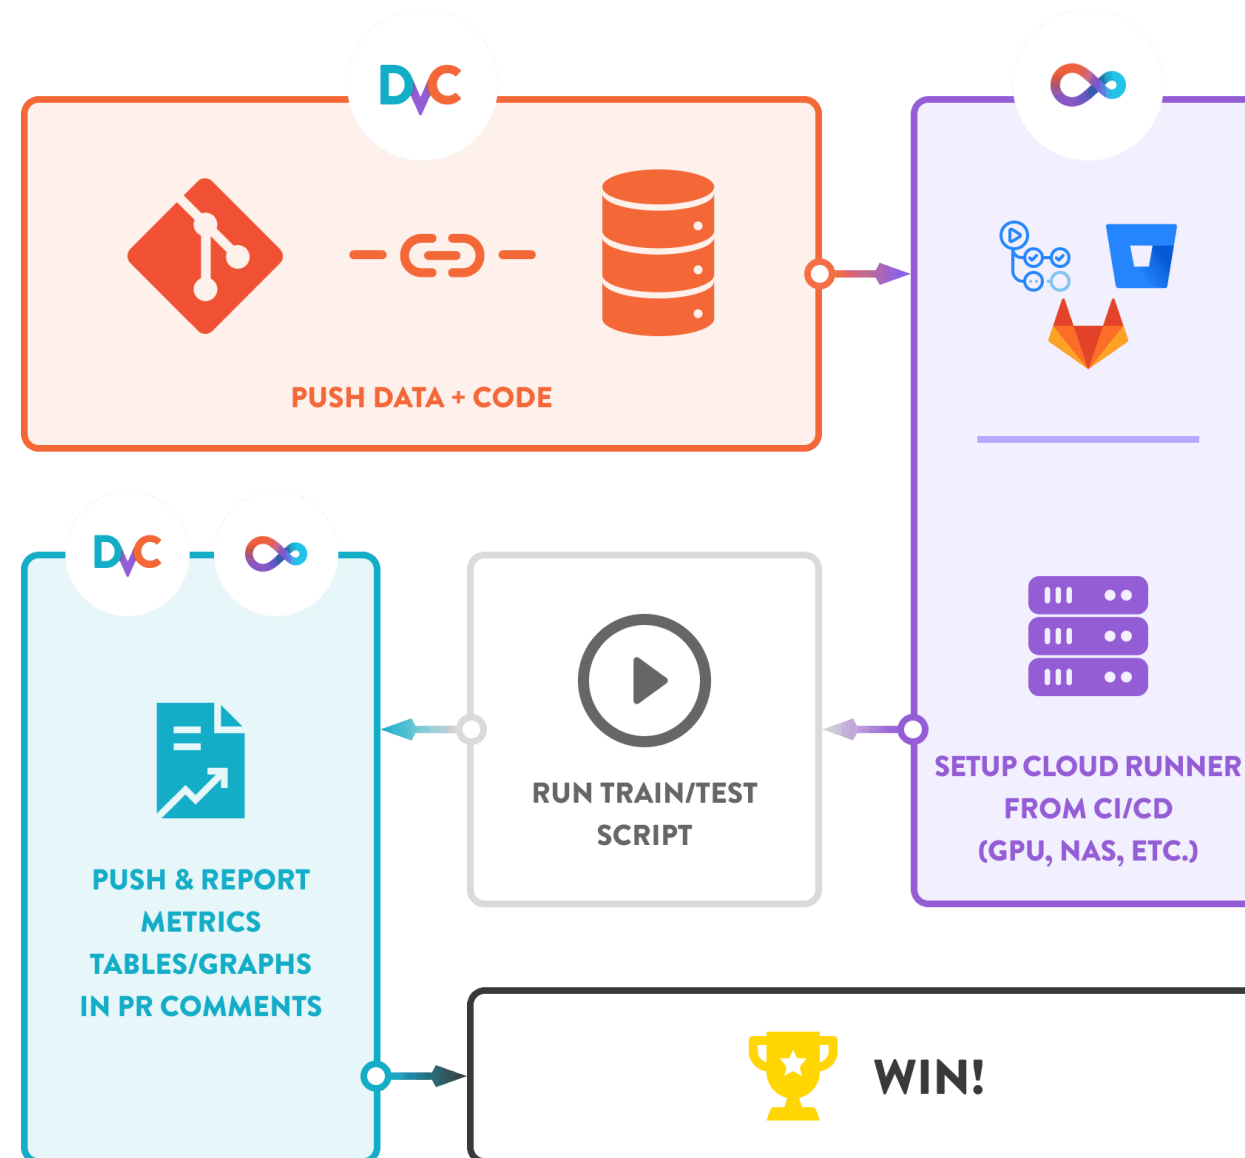 DVC
PUSH DATA + CODE
SETUP CLOUD RUNNER
FROM CI/CD
(GPU, NAS, ETC.)
RUN TRAIN/TEST
SCRIPT
DVC
PUSH & REPORT
METRICS
TABLES/GRAPHS
IN PR COMMENTS
WIN!